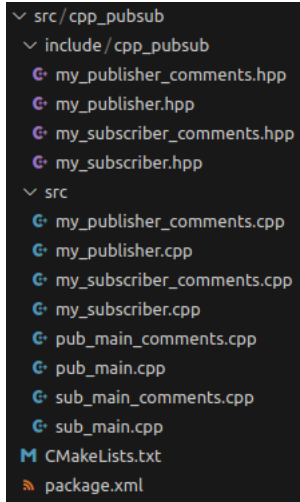 src/cpp_pubsub
include/cpp_pubsub
my_publisher_comments.hpp
my_publisher.hpp
my_subscriber_comments.hpp
my_subscriber.hpp
src
my_publisher_comments.cpp
my_publisher.cpp
my_subscriber_comments.cpp
my_subscriber.cpp
pub_main_comments.cpp
pub_main.cpp
sub_main_comments.cpp
sub_main.cpp
CMakeLists.txt
package.xml